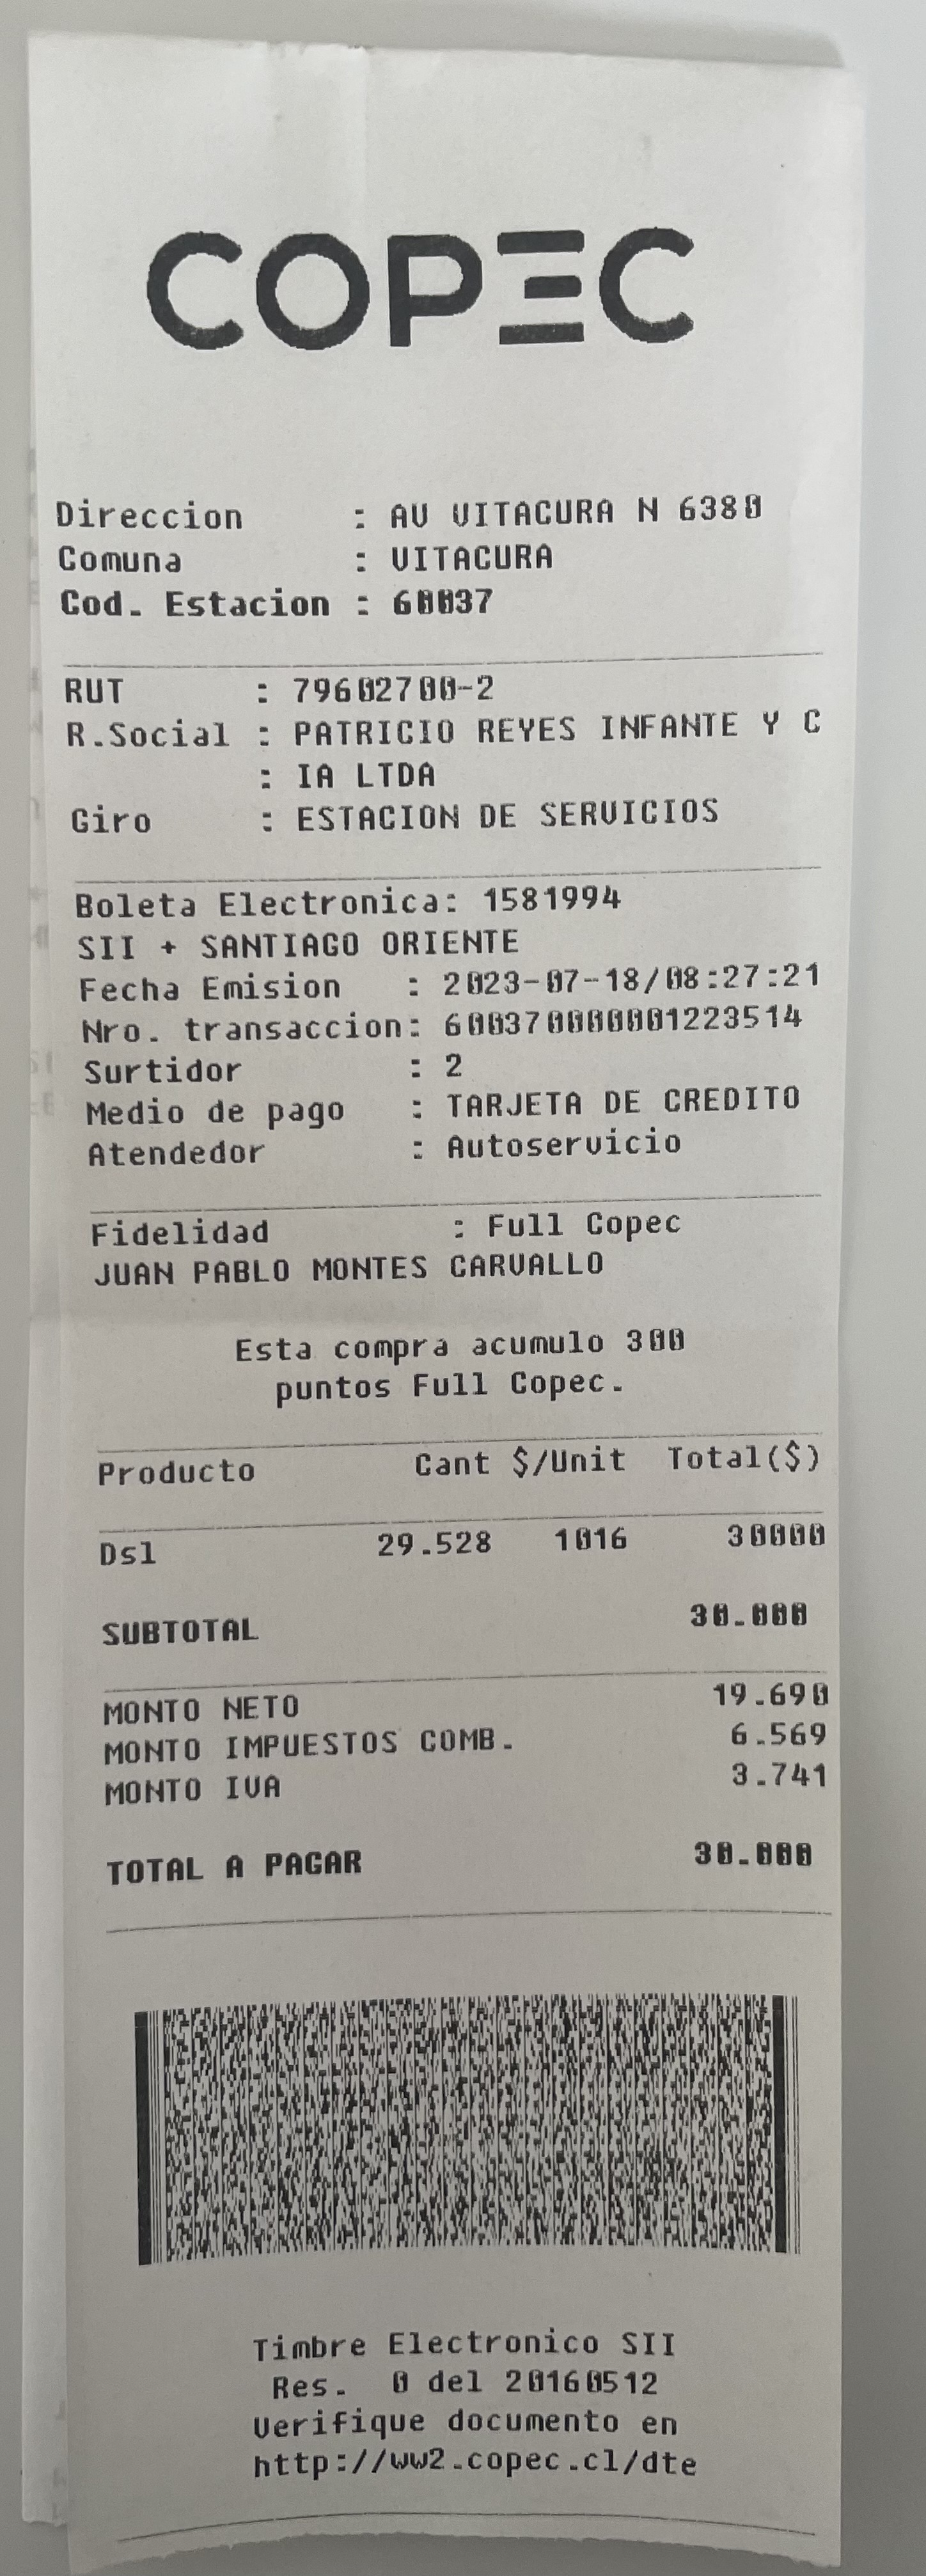 COPEC
Direccion : AV VITACURA N 6380
Comuna : VITACURA
Cod. Estacion : 60037
RUT : 79602700-2
R.Social : PATRICIO REYES INFANTE Y C
: IA LTDA
Giro : ESTACION DE SERVICIOS
Boleta Electronica: 1581994
SII + SANTIAGO ORIENTE
Fecha Emision : 2023-07-18/08:27:21
Nro. transaccion: 600370000001223514
Surtidor : 2
Medio de pago : TARJETA DE CREDITO
Atendedor : Autoservicio
Fidelidad : Full Copec
JUAN PABLO MONTES CARVALLO
Esta compra acumulo 300
puntos Full Copec.
Producto Cant $/Unit Total($)
Dsl 29.528 1016 30000
SUBTOTAL 30.000
MONTO NETO 19.690
MONTO IMPUESTOS COMB. 6.569
MONTO IVA 3.741
TOTAL A PAGAR 30.000
Timbre Electronico SII
Res. 0 del 20160512
Verifique documento en
http://ww2.copec.cl/dte